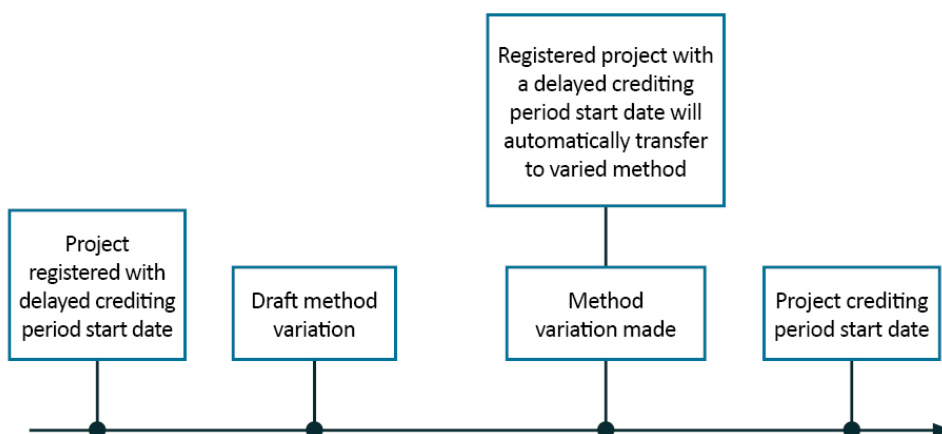 Registered project with
a delayed crediting
period start date will
automatically transfer
to varied method
Project
registered with
delayed crediting
period start date
Draft method
variation
Method
variation made
Project crediting
period start date